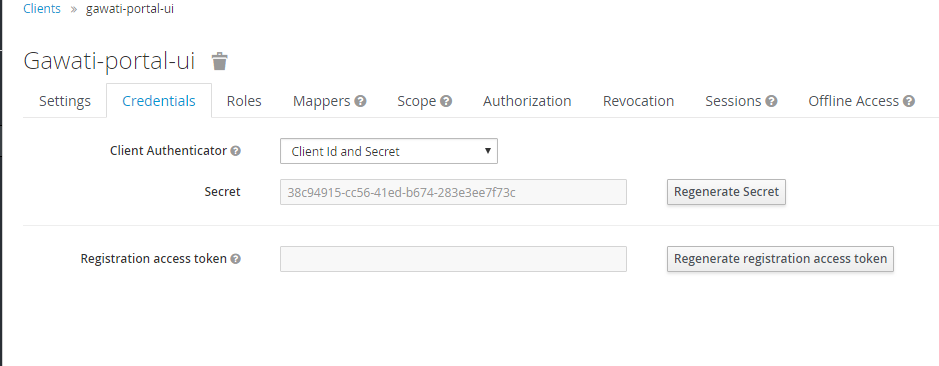 Clients » gawati-portal-ui
Gawati-portal-ui
Settings Credentials Roles Mappers Scope Authorization Revocation Sessions Offline Access
Client Authenticator Client Id and Secret
Secret 38c94915-cc56-41ed-b674-283e3ee7f73c Regenerate Secret
Registration access token Regenerate registration access token